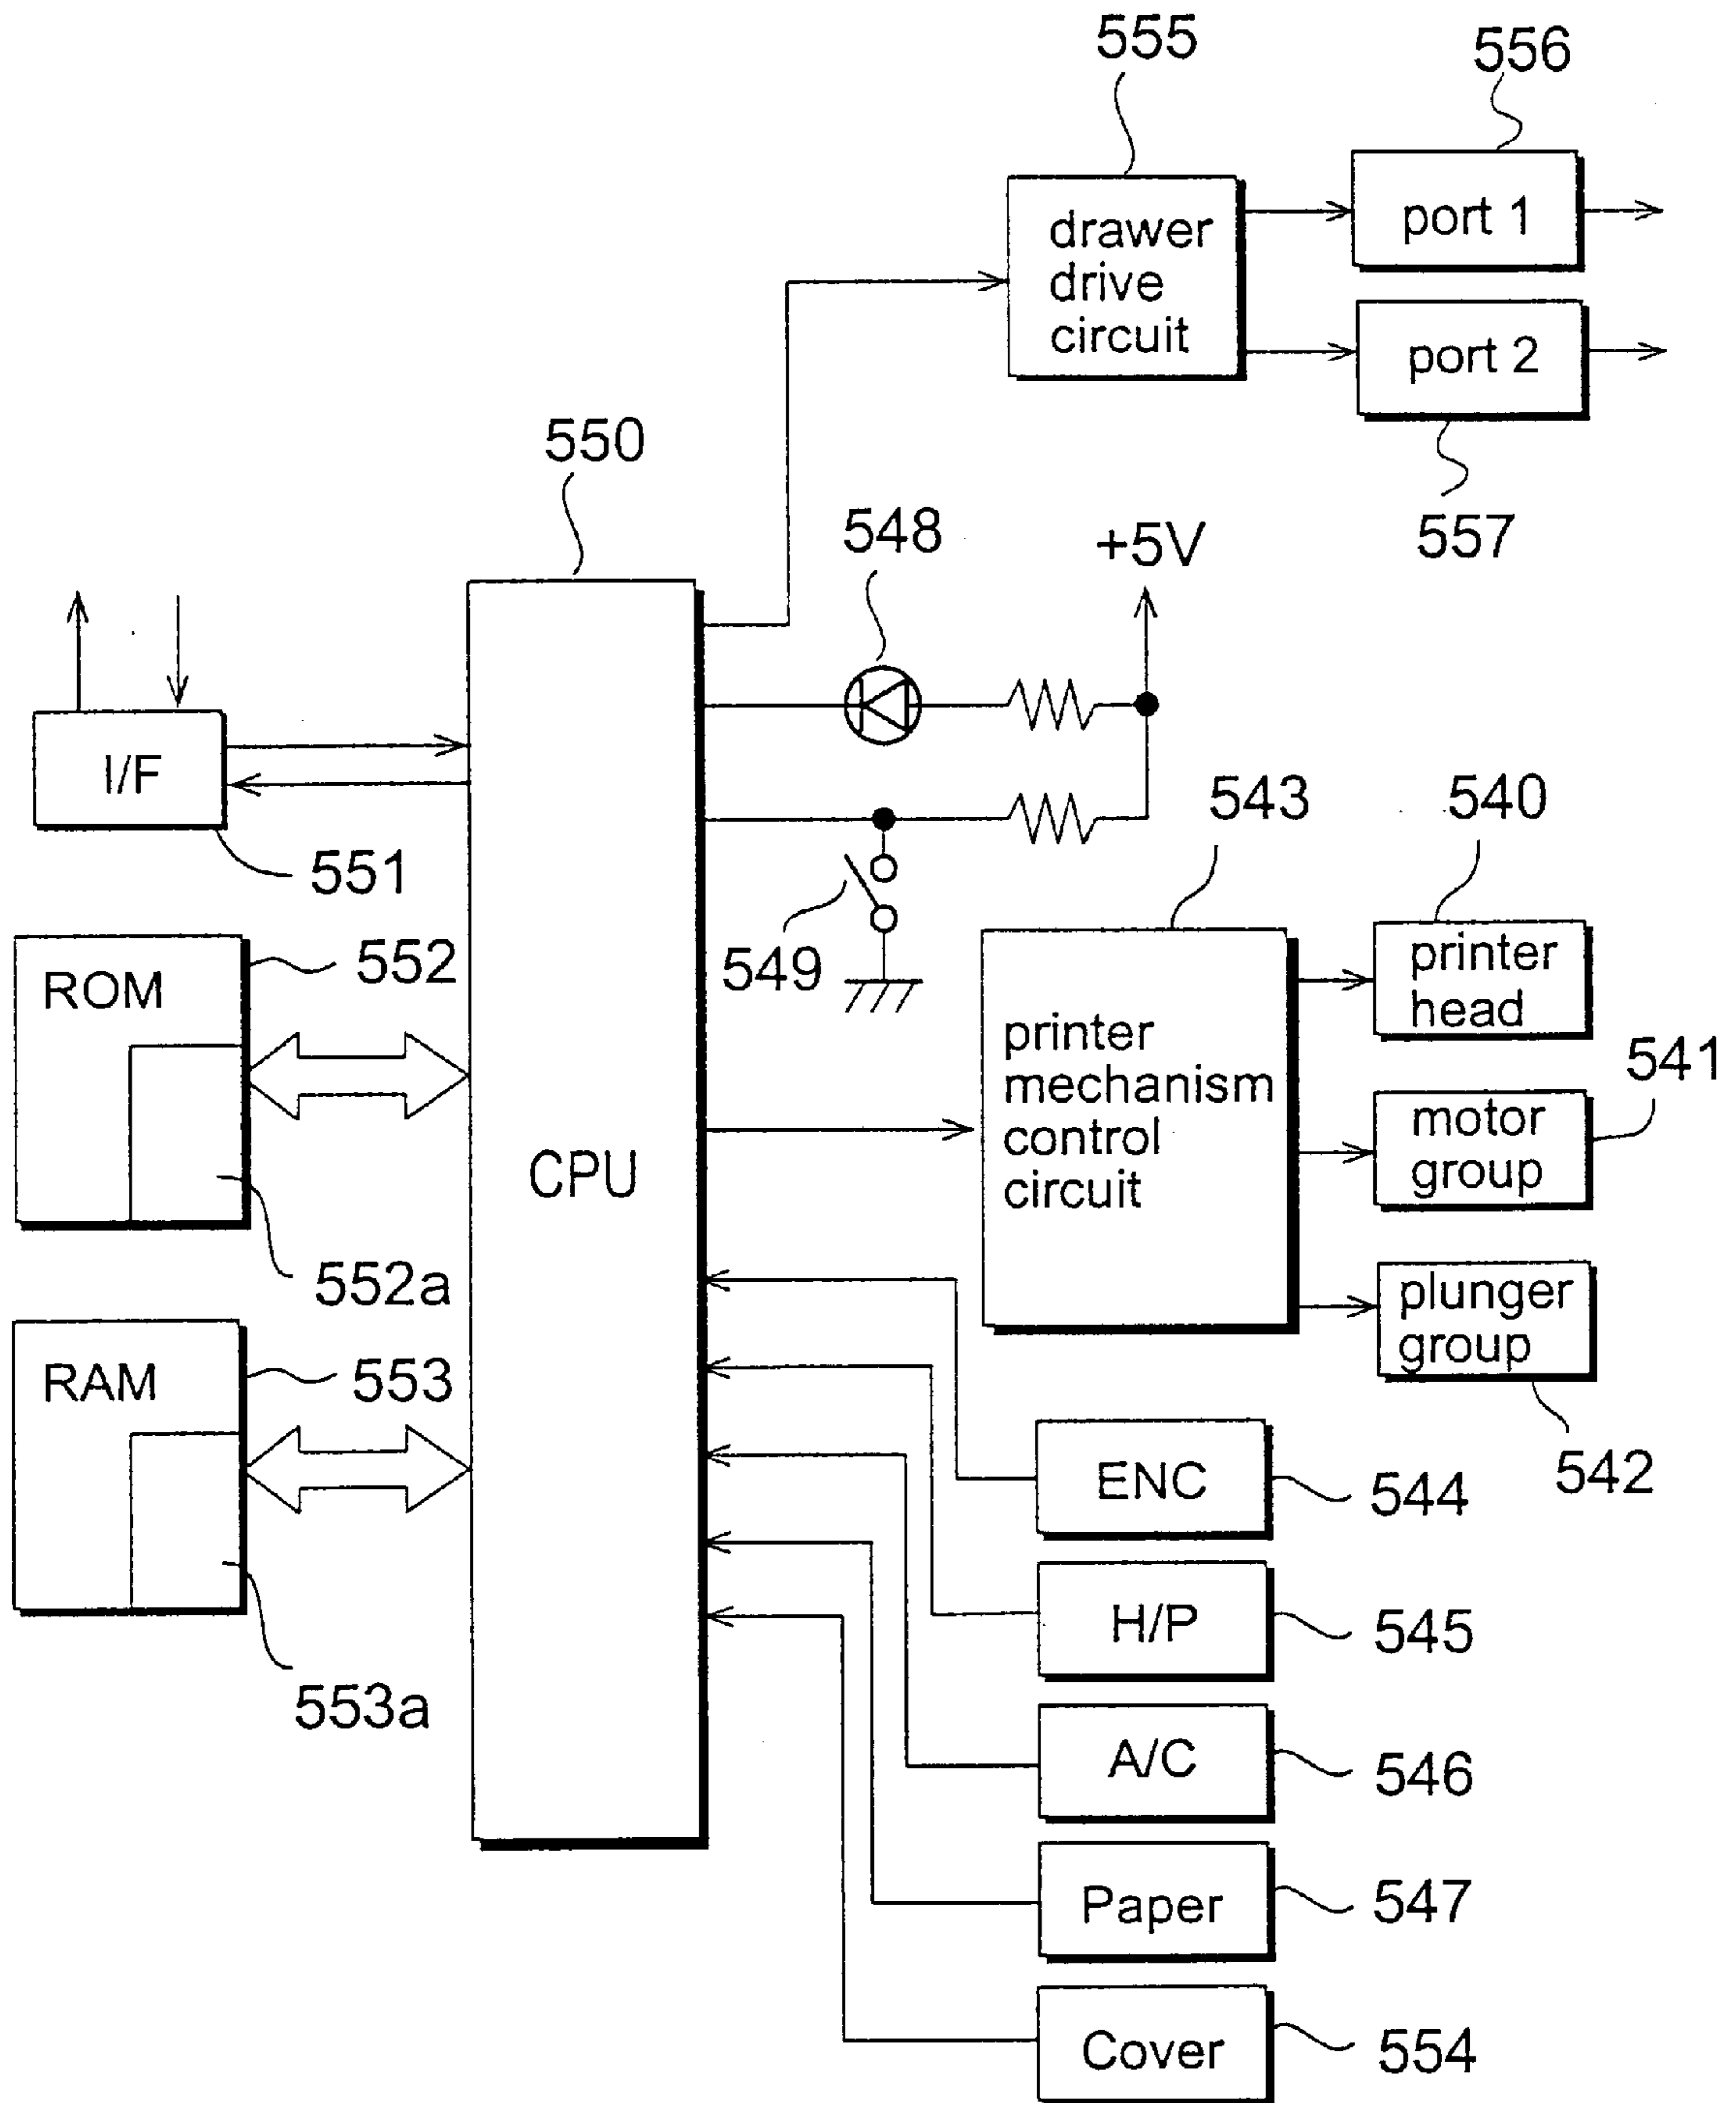 555
556
drawer
drive
circuit
port 1
port 2
557
550
548
+5V
I/F
551
549
543
540
printer
head
ROM
552
552a
printer
mechanism
control
circuit
541
motor
group
CPU
plunger
group
542
RAM
553
553a
ENC
544
H/P
545
A/C
546
Paper
547
Cover
554